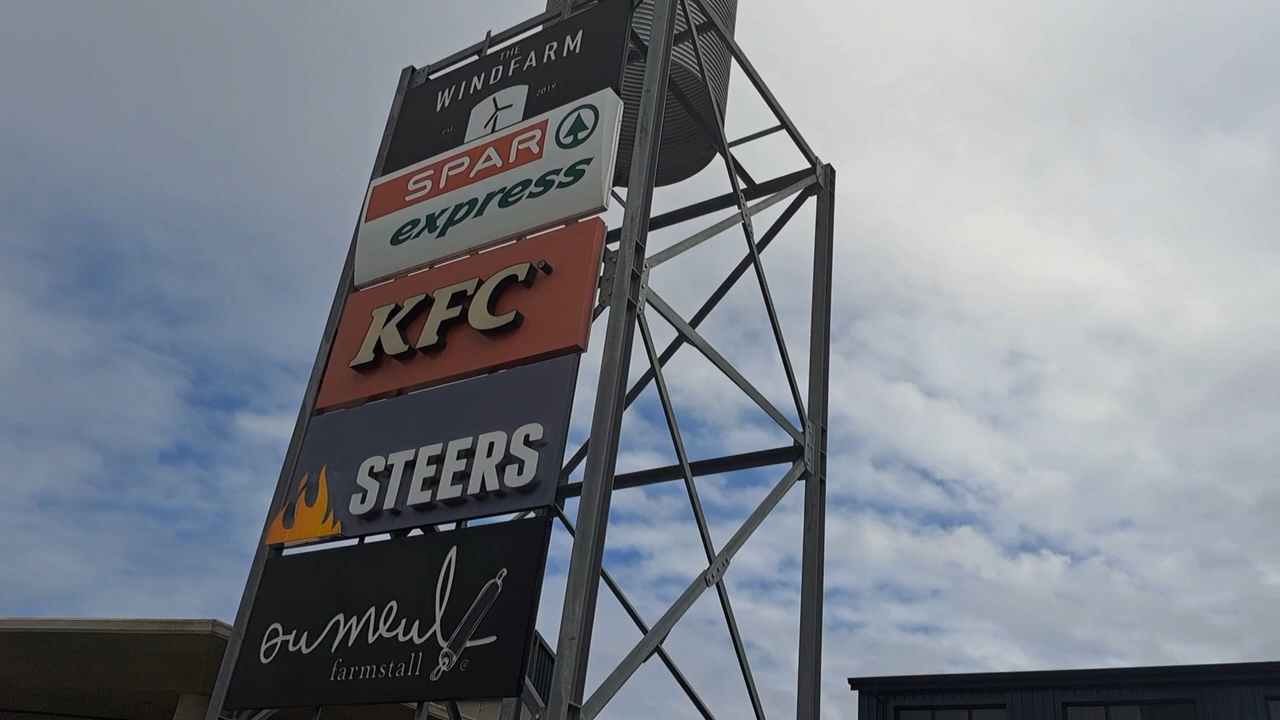 THE
WINDFARM
est. 2019
SPAR
express
KFC
STEERS
oumeul
farmstall